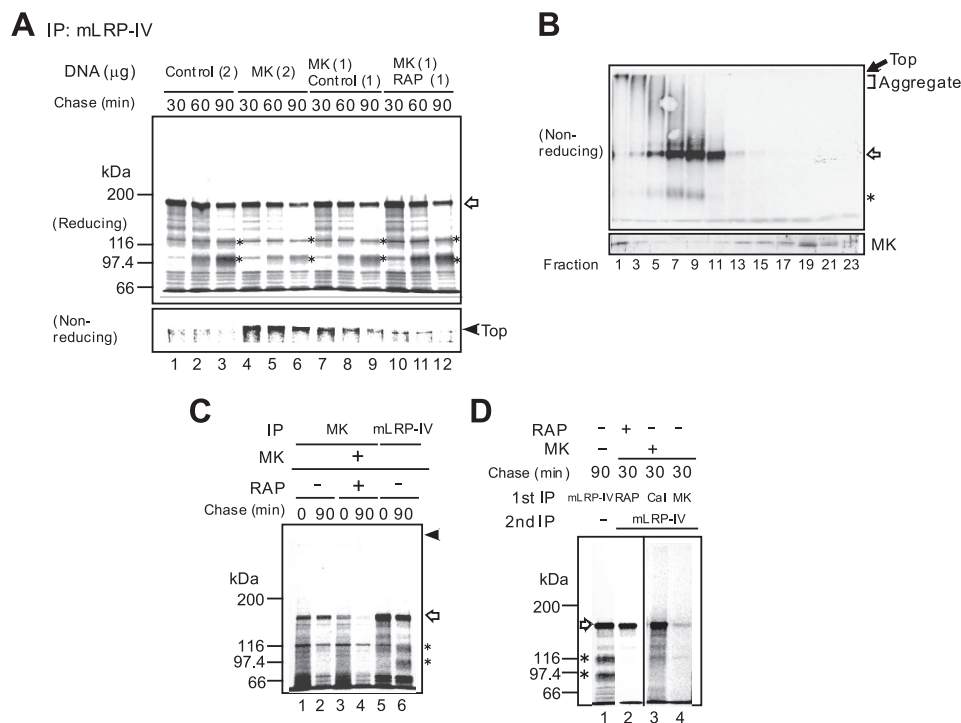 A IP: mLRP-IV
DNA (μg) Control (2) MK (2) MK (1) Control (1) MK (1) RAP (1)
Chase (min) 30 60 90 30 60 90 30 60 90 30 60 90
kDa
200
(Reducing)
116
97.4
66
* * * *
* * * *
(Non-reducing)
Top
1 2 3 4 5 6 7 8 9 10 11 12
B
Top
Aggregate
(Non-reducing)
*
MK
Fraction 1 3 5 7 9 11 13 15 17 19 21 23
C
IP MK mLRP-IV
MK +
RAP − + −
Chase (min) 0 90 0 90 0 90
kDa
200
116 *
97.4 *
66
1 2 3 4 5 6
D
RAP − + − −
MK − +
Chase (min) 90 30 30 30
1st IP mLRP-IV RAP Cal MK
2nd IP − mLRP-IV
kDa
200
116 *
97.4 *
66
1 2 3 4